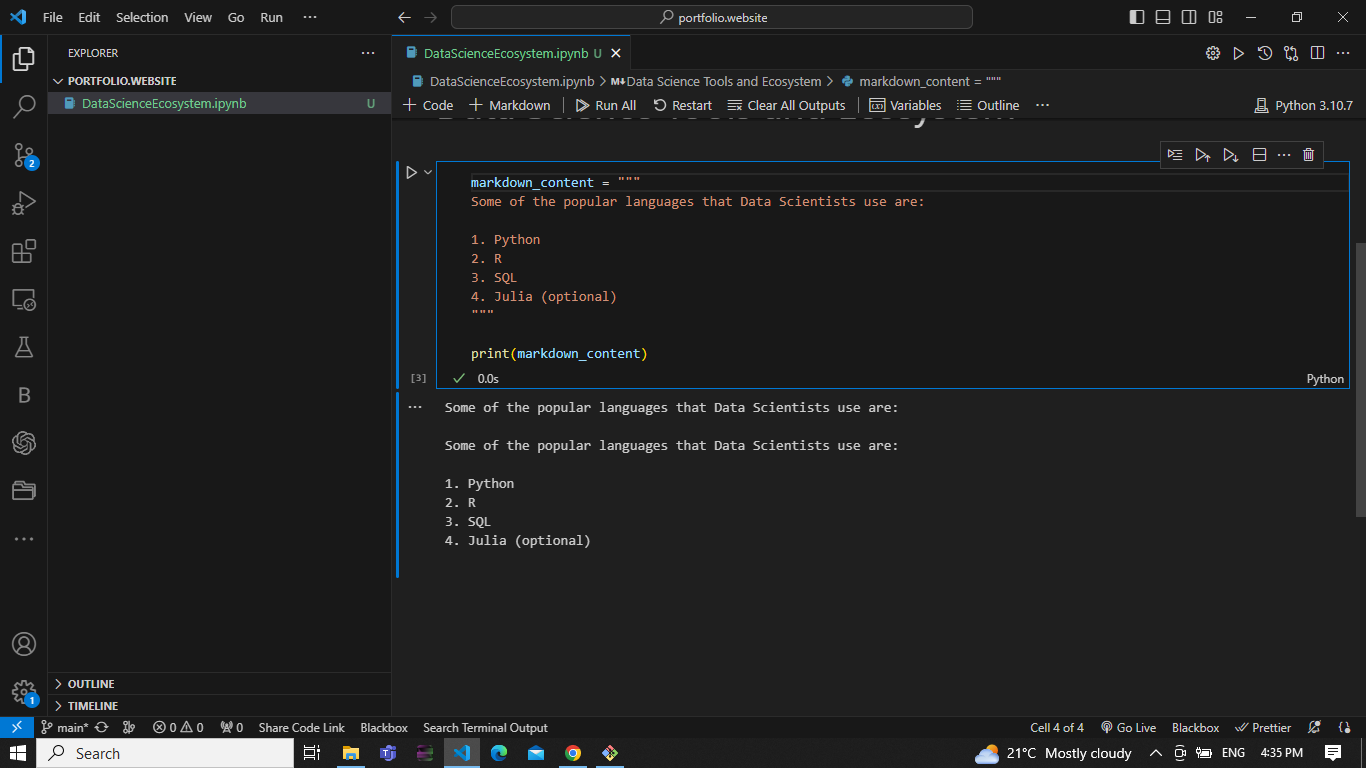 File Edit Selection View Go Run ···
portfolio.website
EXPLORER ···
PORTFOLIO.WEBSITE
DataScienceEcosystem.ipynb U
DataScienceEcosystem.ipynb U
DataScienceEcosystem.ipynb > M↓Data Science Tools and Ecosystem > markdown_content = """
+ Code + Markdown Run All Restart Clear All Outputs Variables Outline ··· Python 3.10.7
Data Science Tools and Ecosystem
markdown_content = """
Some of the popular languages that Data Scientists use are:
1. Python
2. R
3. SQL
4. Julia (optional)
"""
print(markdown_content)
[3] 0.0s Python
Some of the popular languages that Data Scientists use are:
Some of the popular languages that Data Scientists use are:
1. Python
2. R
3. SQL
4. Julia (optional)
2
B
1
OUTLINE
TIMELINE
main* 0 0 0 Share Code Link Blackbox Search Terminal Output Cell 4 of 4 Go Live Blackbox Prettier
Search 21°C Mostly cloudy ENG 4:35 PM